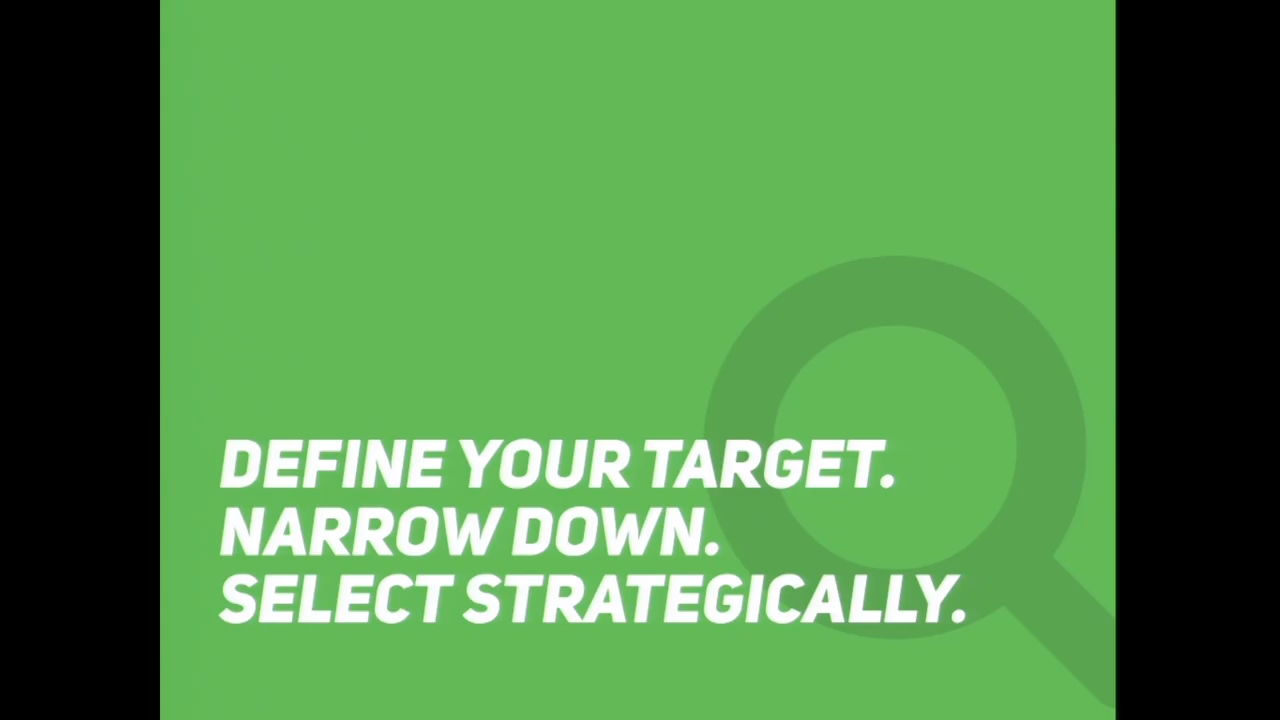 DEFINE YOUR TARGET.
NARROW DOWN.
SELECT STRATEGICALLY.